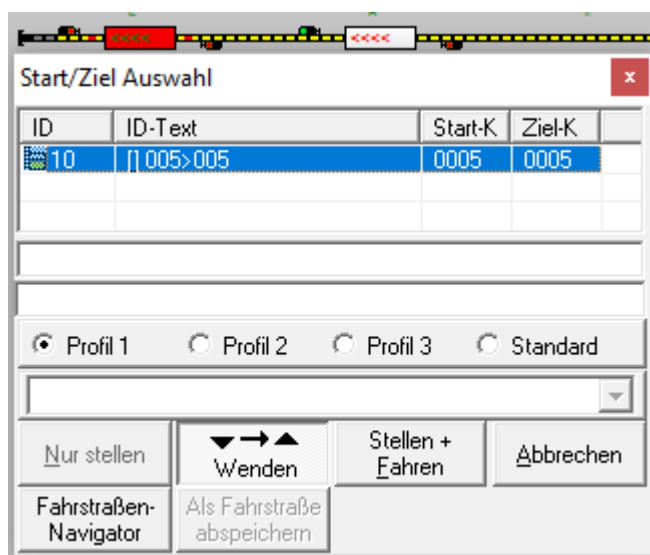 <<<< <<<<
Start/Ziel Auswahl x
ID ID-Text Start-K Ziel-K
10 [] 005>005 0005 0005
Profil 1 Profil 2 Profil 3 Standard
Nur stellen Wenden Stellen + Fahren Abbrechen
Fahrstraßen-Navigator Als Fahrstraße abspeichern